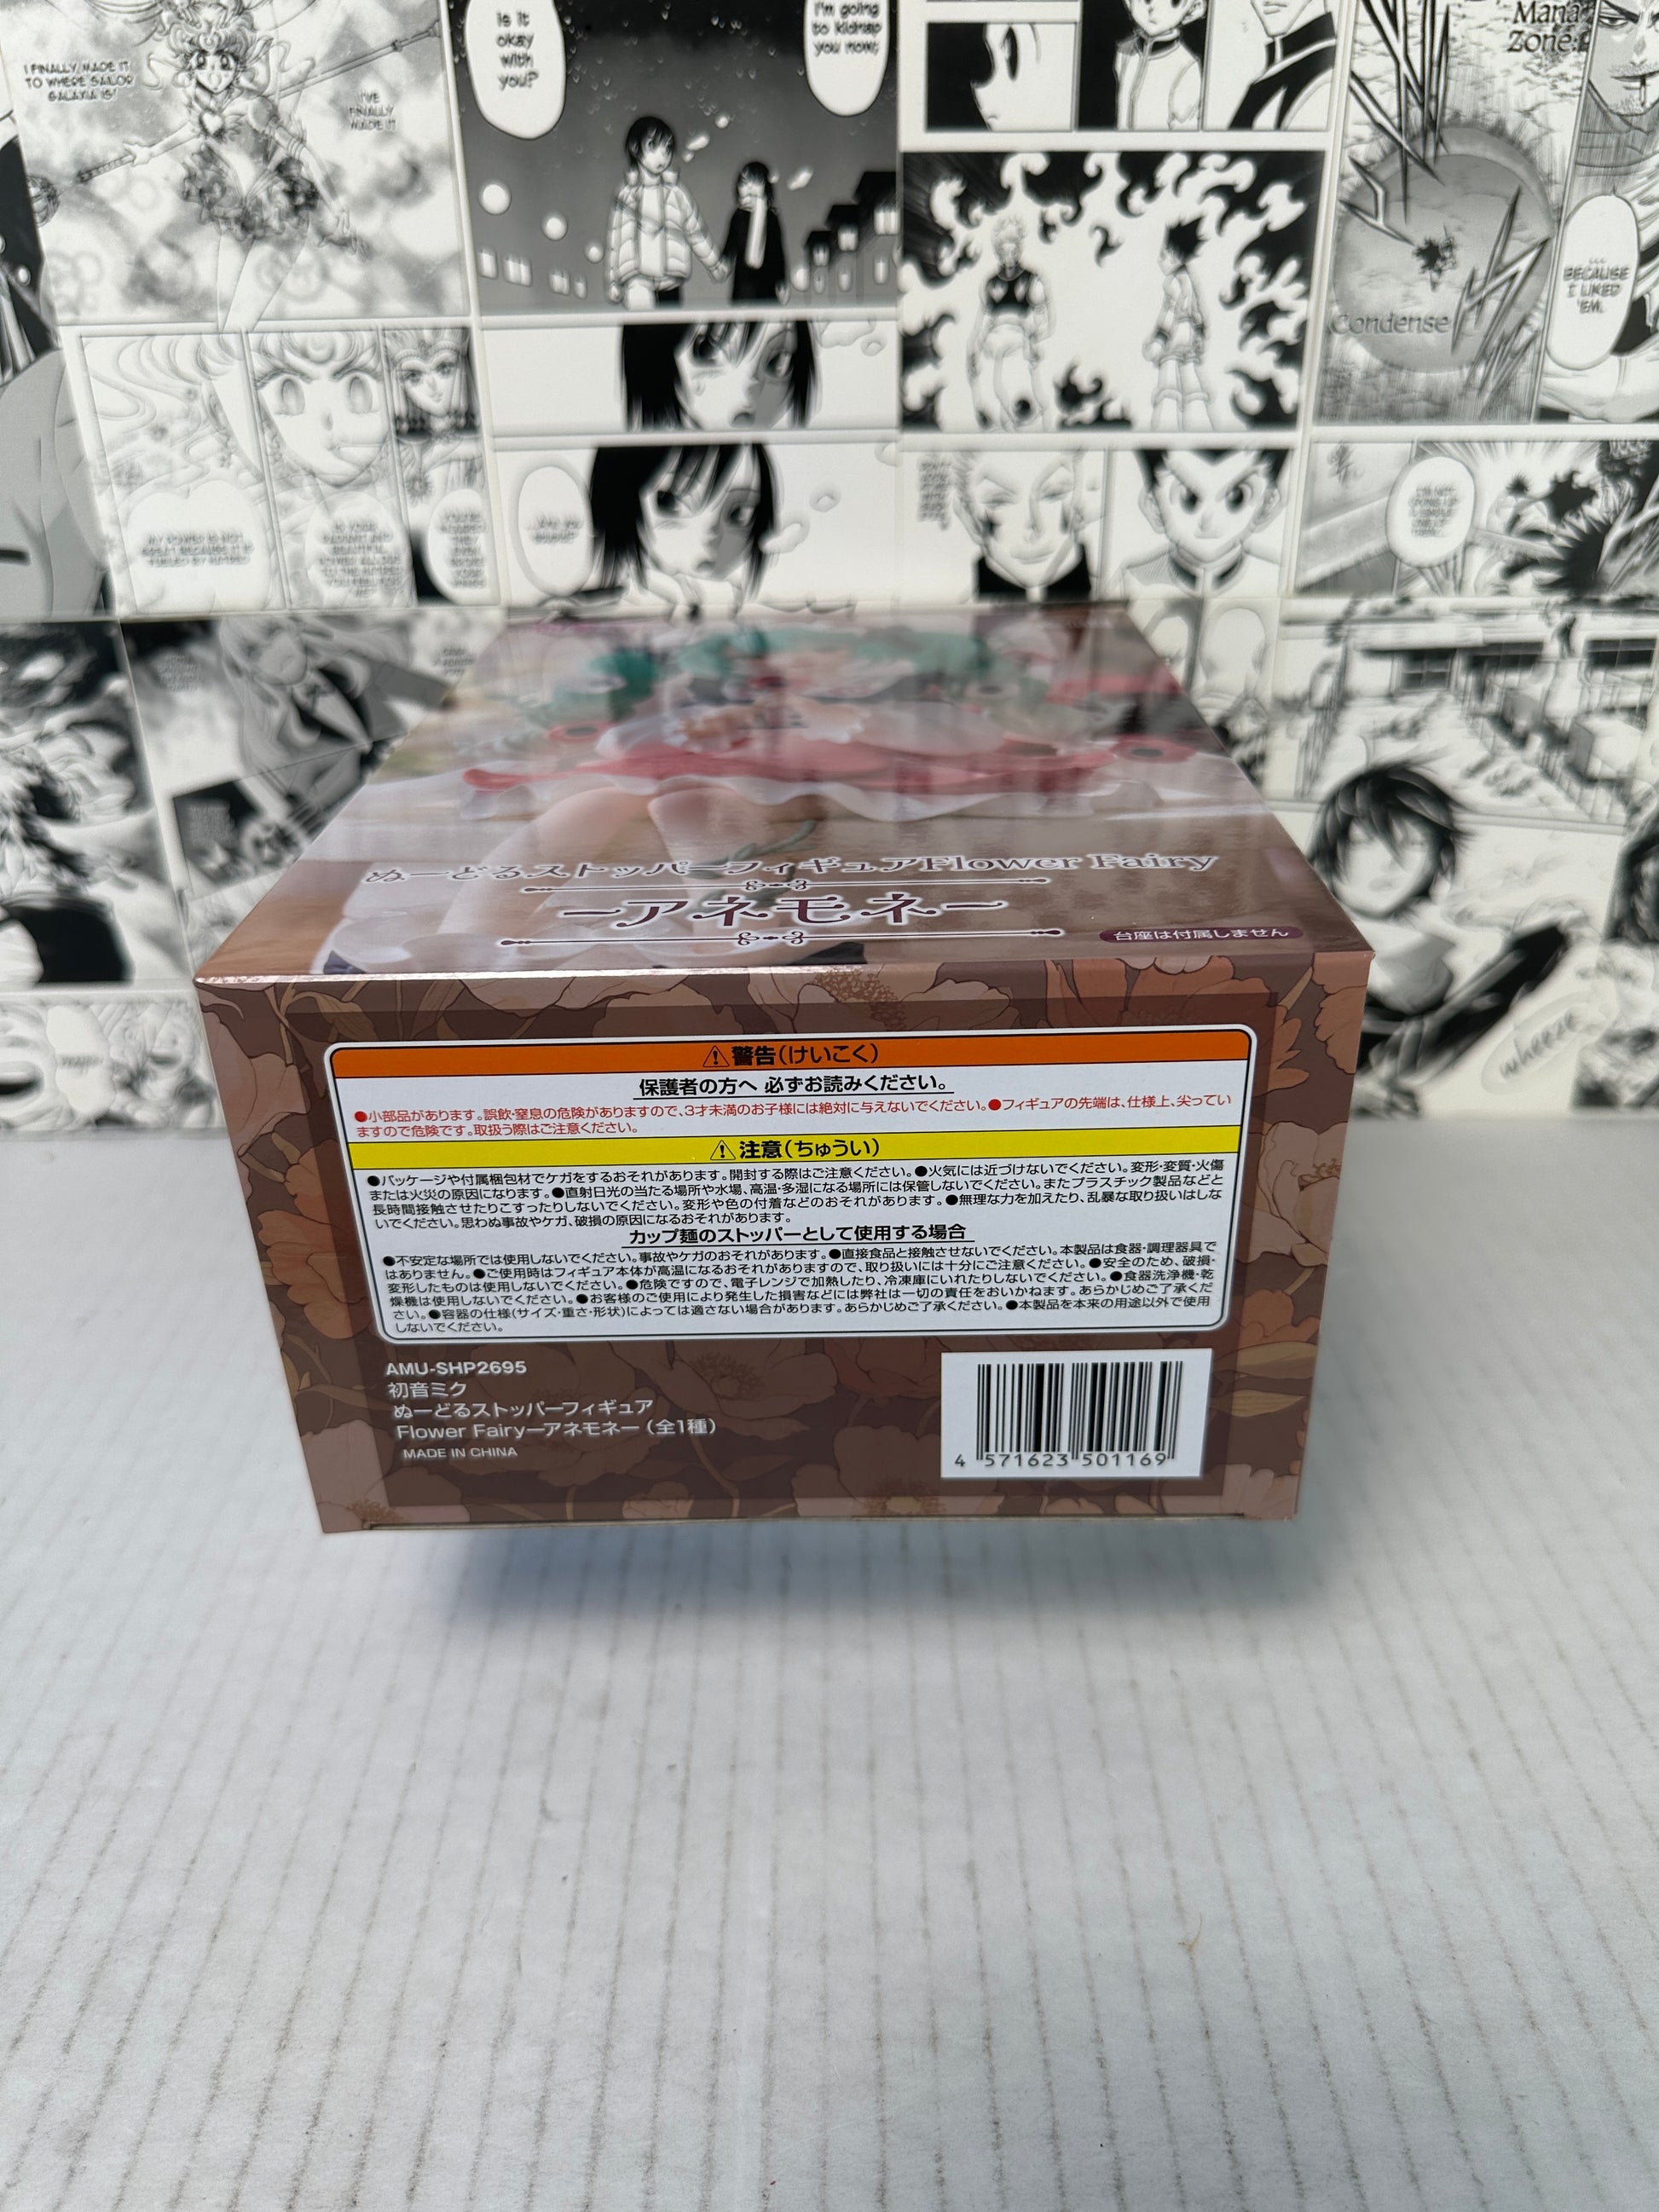 I FINALLY MADE IT
TO WHERE SAILOR
GALAXIA IS!
I'VE
FINALLY
MADE IT
Is it
okay
with
you?
I'm going
to kidnap
you now,
Mana
Zone:
...
BECAUSE
I LIKED
'EM.
Condense
wheeze
ぬーどるストッパーフィギュアFlower Fairy
ーアネモネー
台座は付属しません
⚠警告(けいこく)
保護者の方へ 必ずお読みください。
●小部品があります。誤飲・窒息の危険がありますので、3才未満のお子様には絶対に与えないでください。●フィギュアの先端は、仕様上、尖ってい
ますので危険です。取扱う際はご注意ください。
⚠注意(ちゅうい)
●パッケージや付属梱包材でケガをするおそれがあります。開封する際はご注意ください。●火気には近づけないでください。変形・変質・火傷
または火災の原因になります。●直射日光の当たる場所や水場、高温・多湿になる場所には保管しないでください。またプラスチック製品などと
長時間接触させたりこすったりしないでください。変形や色の付着などのおそれがあります。●無理な力を加えたり、乱暴な取り扱いはしな
いでください。思わぬ事故やケガ、破損の原因になるおそれがあります。
カップ麺のストッパーとして使用する場合
●不安定な場所では使用しないでください。事故やケガのおそれがあります。●直接食品と接触させないでください。本製品は食器・調理器具で
はありません。●ご使用時はフィギュア本体が高温になるおそれがありますので、取り扱いには十分にご注意ください。●安全のため、破損・
変形したものは使用しないでください。●危険ですので、電子レンジで加熱したり、冷凍庫にいれたりしないでください。●食器洗浄機・乾
燥機は使用しないでください。●お客様のご使用により発生した損害などには弊社は一切の責任をおいかねます。あらかじめご了承くだ
さい。●容器の仕様(サイズ・重さ・形状)によっては適さない場合があります。あらかじめご了承ください。●本製品を本来の用途以外で使用
しないでください。
AMU-SHP2695
初音ミク
ぬーどるストッパーフィギュア
Flower Fairyーアネモネー(全1種)
MADE IN CHINA
4 571623 501169